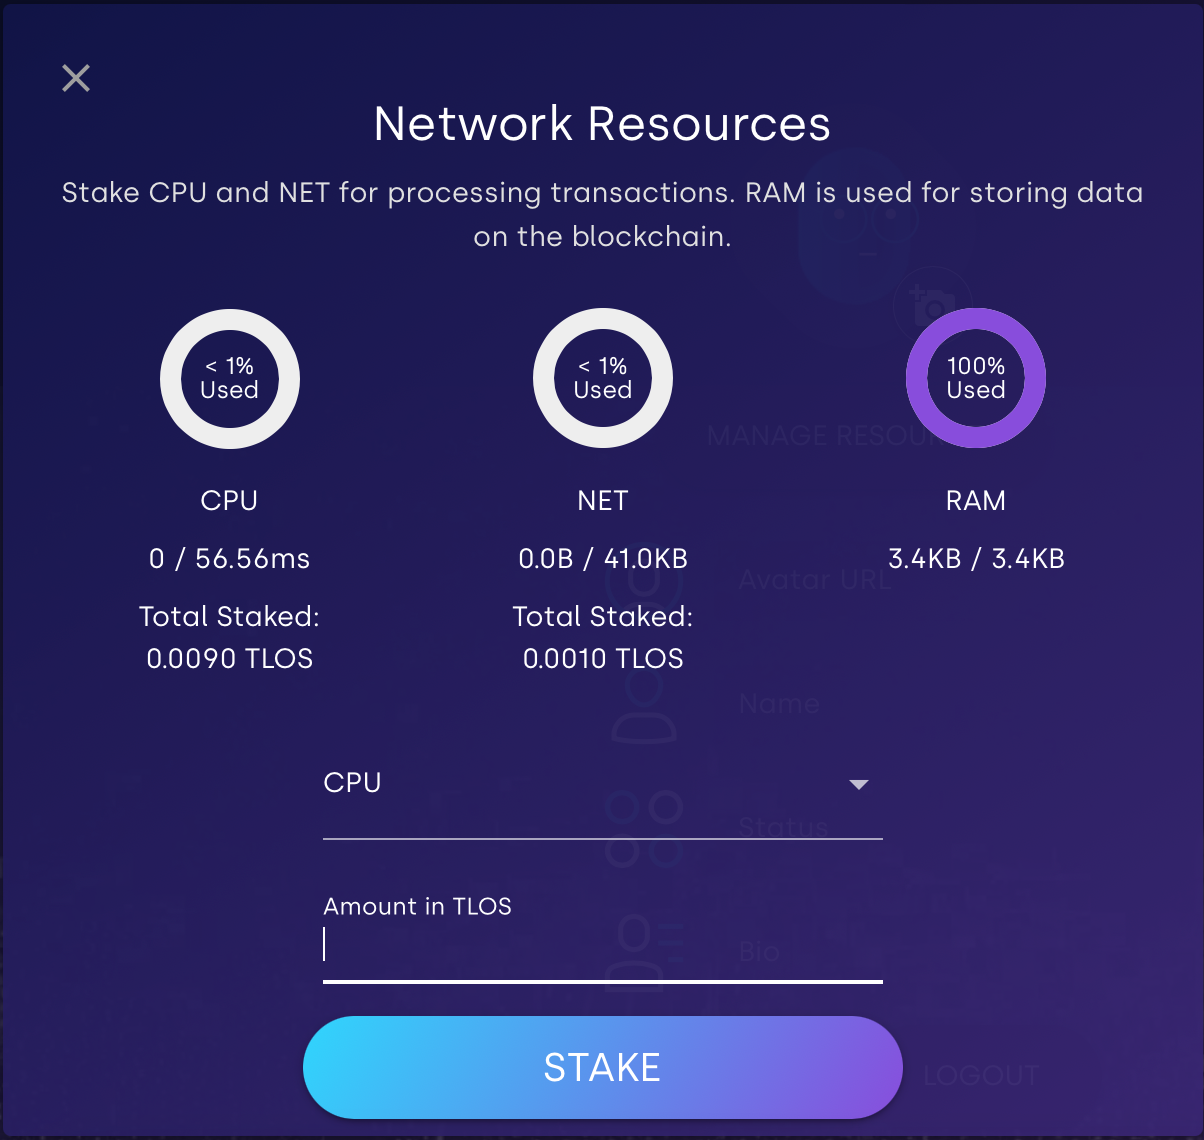 Network Resources
Stake CPU and NET for processing transactions. RAM is used for storing data
on the blockchain.
< 1%
Used
< 1%
Used
100%
Used
MANAGE RESOUR
CPU
NET
RAM
0 / 56.56ms
0.0B / 41.0KB
3.4KB / 3.4KB
Avatar URL
Total Staked:
0.0090 TLOS
Total Staked:
0.0010 TLOS
Name
CPU
Status
Amount in TLOS
Bio
STAKE
LOGOUT